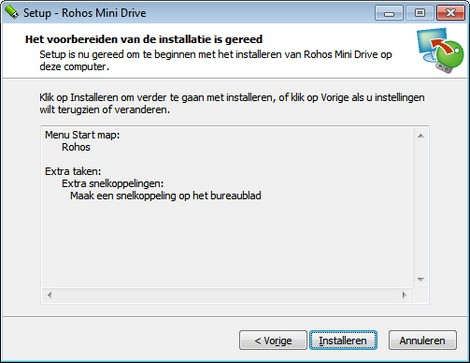 Setup - Rohos Mini Drive
Het voorbereiden van de installatie is gereed
Setup is nu gereed om te beginnen met het installeren van Rohos Mini Drive op
deze computer.
Klik op Installeren om verder te gaan met installeren, of klik op Vorige als u instellingen
wilt terugzien of veranderen.
Menu Start map:
Rohos
Extra taken:
Extra snelkoppelingen:
Maak een snelkoppeling op het bureaublad
< Vorige
Installeren
Annuleren